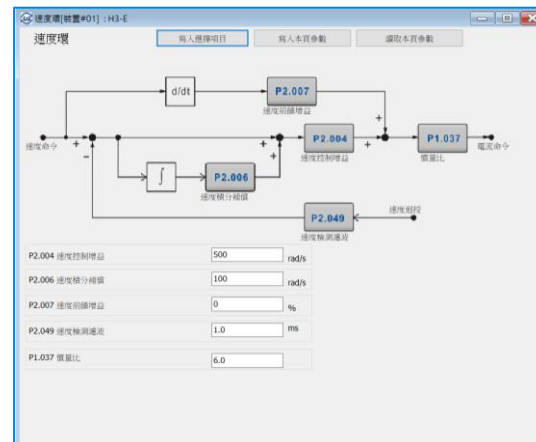 速度環[裝置#01] : H3-E
速度環
寫入選擇項目
寫入本頁參數
讀取本頁參數
d/dt
P2.007
速度前饋增益
+
速度命令
+
−
+
+
P2.004
速度控制增益
+
P1.037
慣量比
電流命令
∫
P2.006
速度積分補償
P2.049
速度檢測濾波
速度迴授
P2.004 速度控制增益 500 rad/s
P2.006 速度積分補償 100 rad/s
P2.007 速度前饋增益 0 %
P2.049 速度檢測濾波 1.0 ms
P1.037 慣量比 6.0